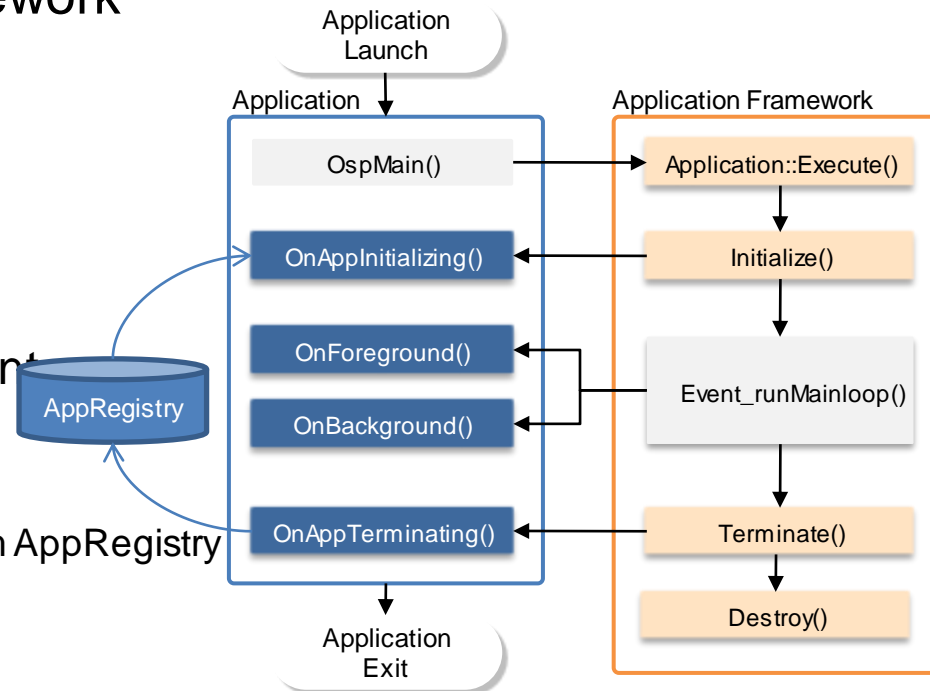 Application
Launch
Application
Application Framework
OspMain()
Application::Execute()
OnAppInitializing()
Initialize()
OnForeground()
Event_runMainloop()
AppRegistry
OnBackground()
OnAppTerminating()
Terminate()
AppRegistry
Destroy()
Application
Exit